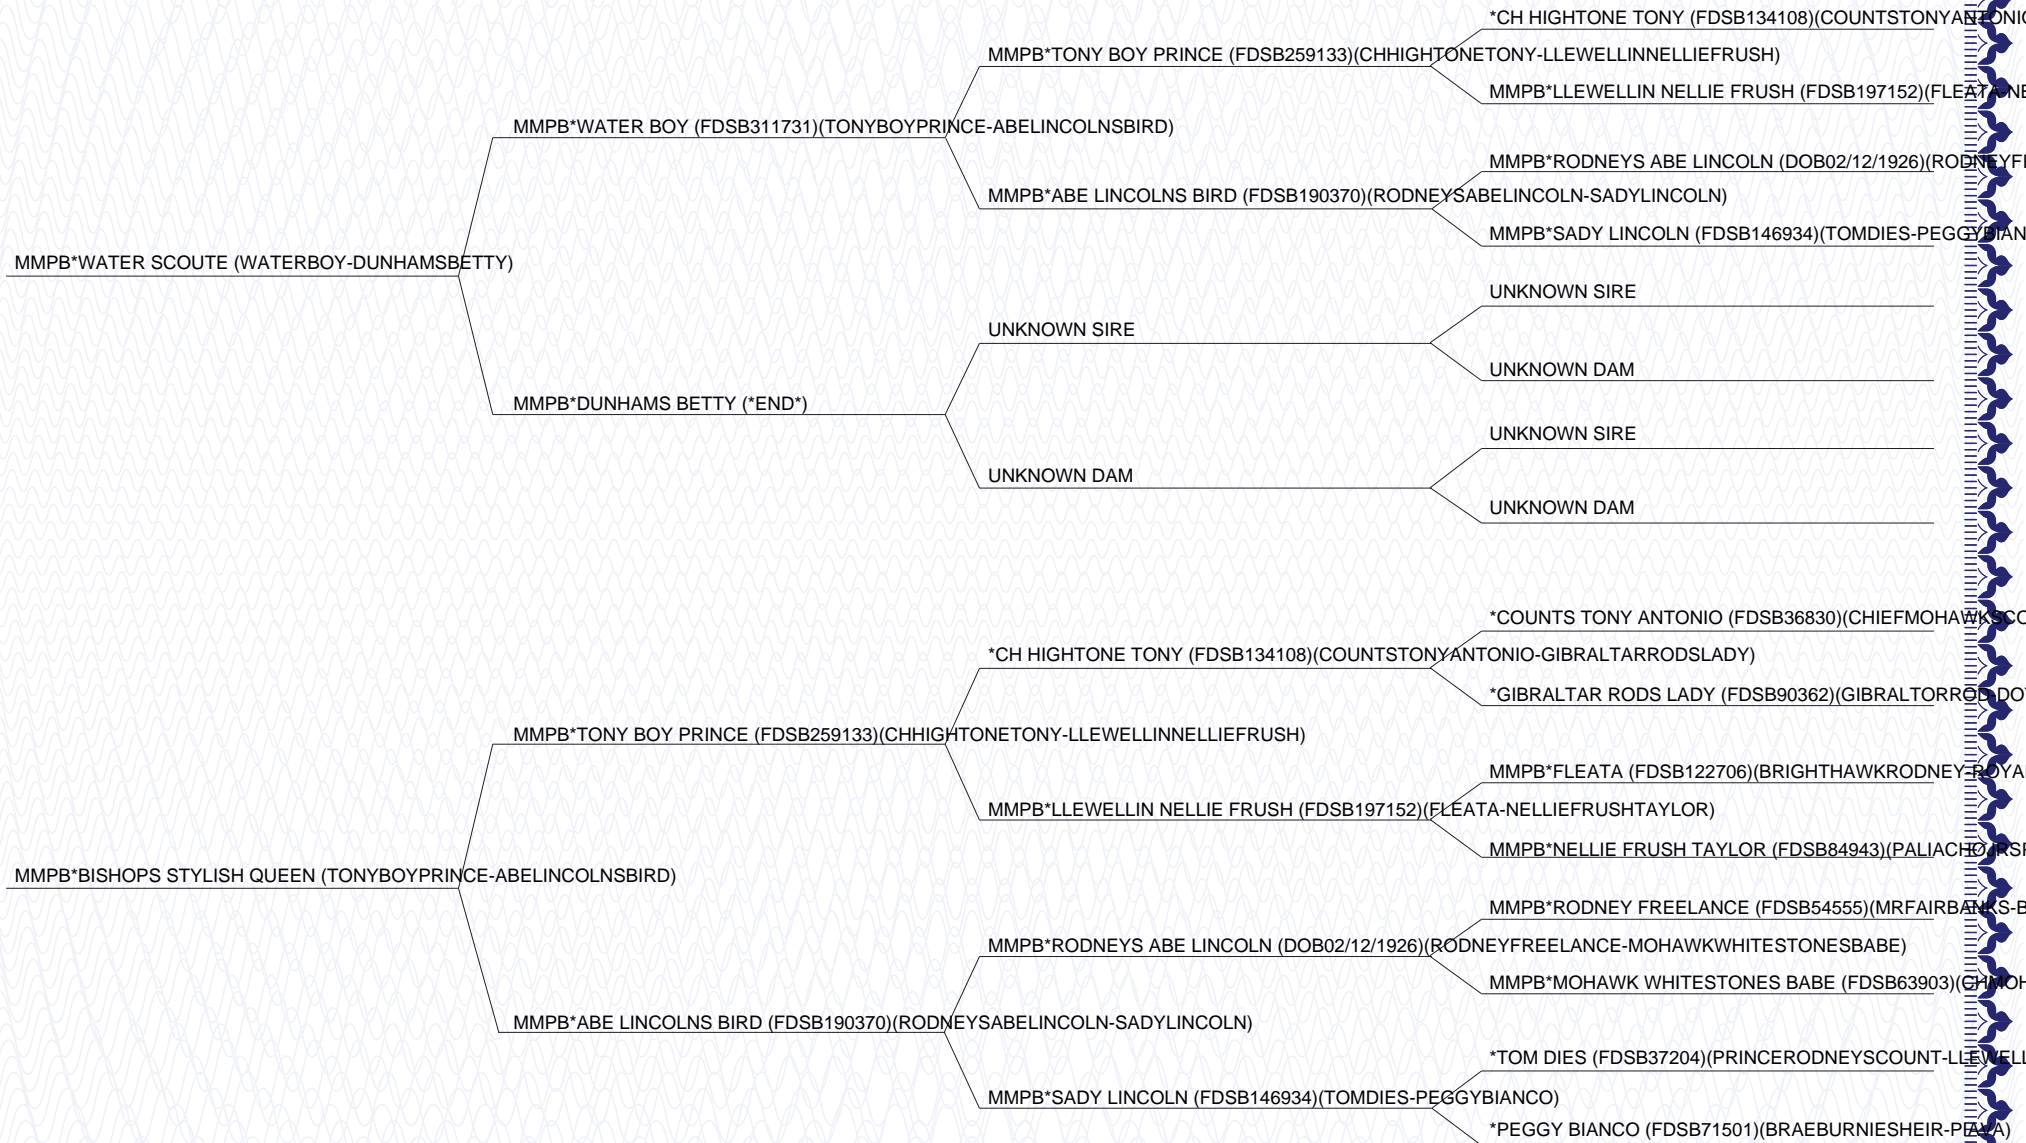 *CH HIGHTONE TONY (FDSB134108)(COUNTSTONYANTONIO
MMPB*TONY BOY PRINCE (FDSB259133)(CHHIGHTONETONY-LLEWELLINNELLIEFRUSH)
MMPB*LLEWELLIN NELLIE FRUSH (FDSB197152)(FLEATA-NE
MMPB*WATER BOY (FDSB311731)(TONYBOYPRINCE-ABELINCOLNSBIRD)
MMPB*RODNEYS ABE LINCOLN (DOB02/12/1926)(RODNEYF
MMPB*ABE LINCOLNS BIRD (FDSB190370)(RODNEYSABELINCOLN-SADYLINCOLN)
MMPB*SADY LINCOLN (FDSB146934)(TOMDIES-PEGGYBIAN
MMPB*WATER SCOUTE (WATERBOY-DUNHAMSBETTY)
UNKNOWN SIRE
UNKNOWN SIRE
UNKNOWN DAM
MMPB*DUNHAMS BETTY (*END*)
UNKNOWN SIRE
UNKNOWN DAM
UNKNOWN DAM
*COUNTS TONY ANTONIO (FDSB36830)(CHIEFMOHAWKSCO
*CH HIGHTONE TONY (FDSB134108)(COUNTSTONYANTONIO-GIBRALTARRODSLADY)
*GIBRALTAR RODS LADY (FDSB90362)(GIBRALTORROD-DO
MMPB*TONY BOY PRINCE (FDSB259133)(CHHIGHTONETONY-LLEWELLINNELLIEFRUSH)
MMPB*FLEATA (FDSB122706)(BRIGHTHAWKRODNEY-ROYA
MMPB*LLEWELLIN NELLIE FRUSH (FDSB197152)(FLEATA-NELLIEFRUSHTAYLOR)
MMPB*NELLIE FRUSH TAYLOR (FDSB84943)(PALIACHOJRS
MMPB*BISHOPS STYLISH QUEEN (TONYBOYPRINCE-ABELINCOLNSBIRD)
MMPB*RODNEY FREELANCE (FDSB54555)(MRFAIRBANKS-B
MMPB*RODNEYS ABE LINCOLN (DOB02/12/1926)(RODNEYFREELANCE-MOHAWKWHITESTONESBABE)
MMPB*MOHAWK WHITESTONES BABE (FDSB63903)(CHMOH
MMPB*ABE LINCOLNS BIRD (FDSB190370)(RODNEYSABELINCOLN-SADYLINCOLN)
*TOM DIES (FDSB37204)(PRINCERODNEYSCOUNT-LLEWELL
MMPB*SADY LINCOLN (FDSB146934)(TOMDIES-PEGGYBIANCO)
*PEGGY BIANCO (FDSB71501)(BRAEBURNIESHEIR-PIAVA)